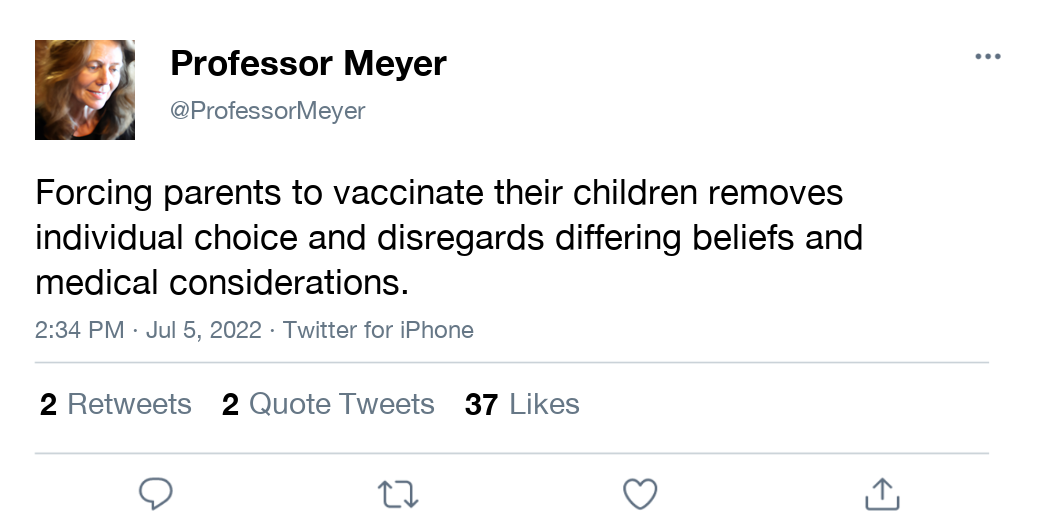 Professor Meyer
@ProfessorMeyer
Forcing parents to vaccinate their children removes
individual choice and disregards differing beliefs and
medical considerations.
2:34 PM · Jul 5, 2022 · Twitter for iPhone
2 Retweets 2 Quote Tweets 37 Likes